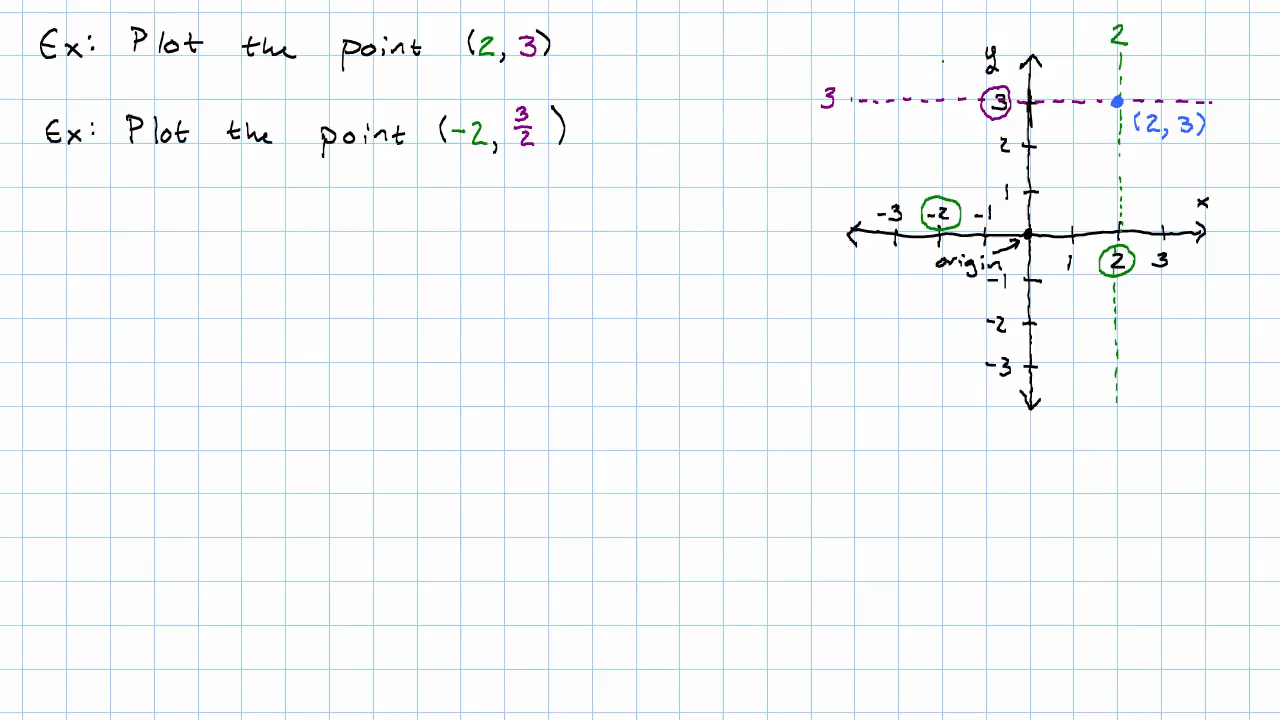 Ex: Plot the point (2, 3)
Ex: Plot the point (-2, 3/2)
2
y
3
3
(2, 3)
2
1
x
-3 -2 -1
origin
1 2 3
-1
-2
-3